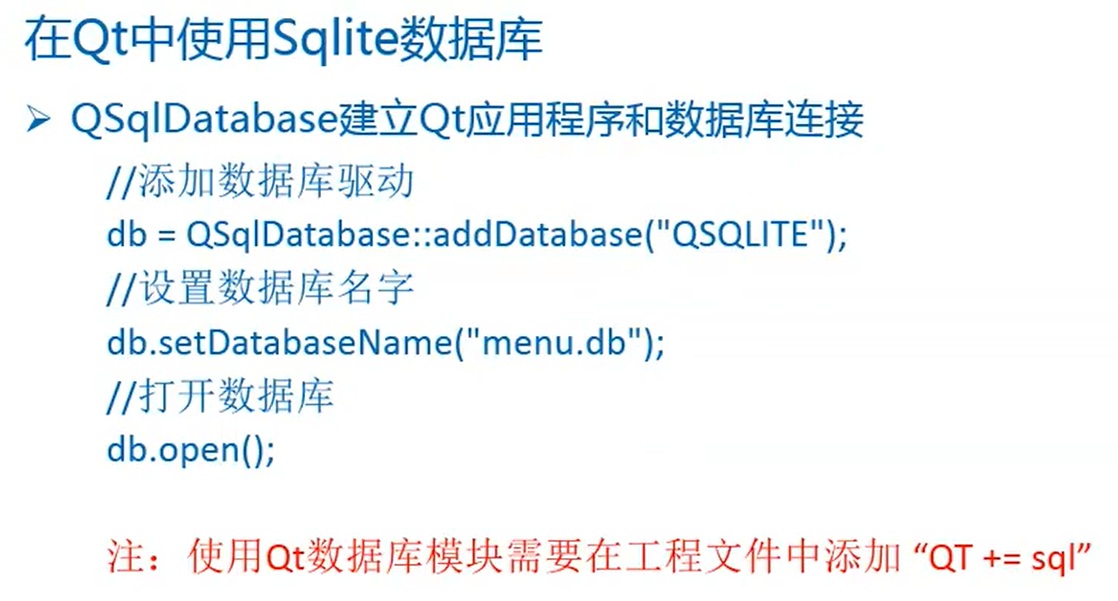 在Qt中使用Sqlite数据库
➢ QSqlDatabase建立Qt应用程序和数据库连接
//添加数据库驱动
db = QSqlDatabase::addDatabase("QSQLITE");
//设置数据库名字
db.setDatabaseName("menu.db");
//打开数据库
db.open();
注：使用Qt数据库模块需要在工程文件中添加 “QT += sql”